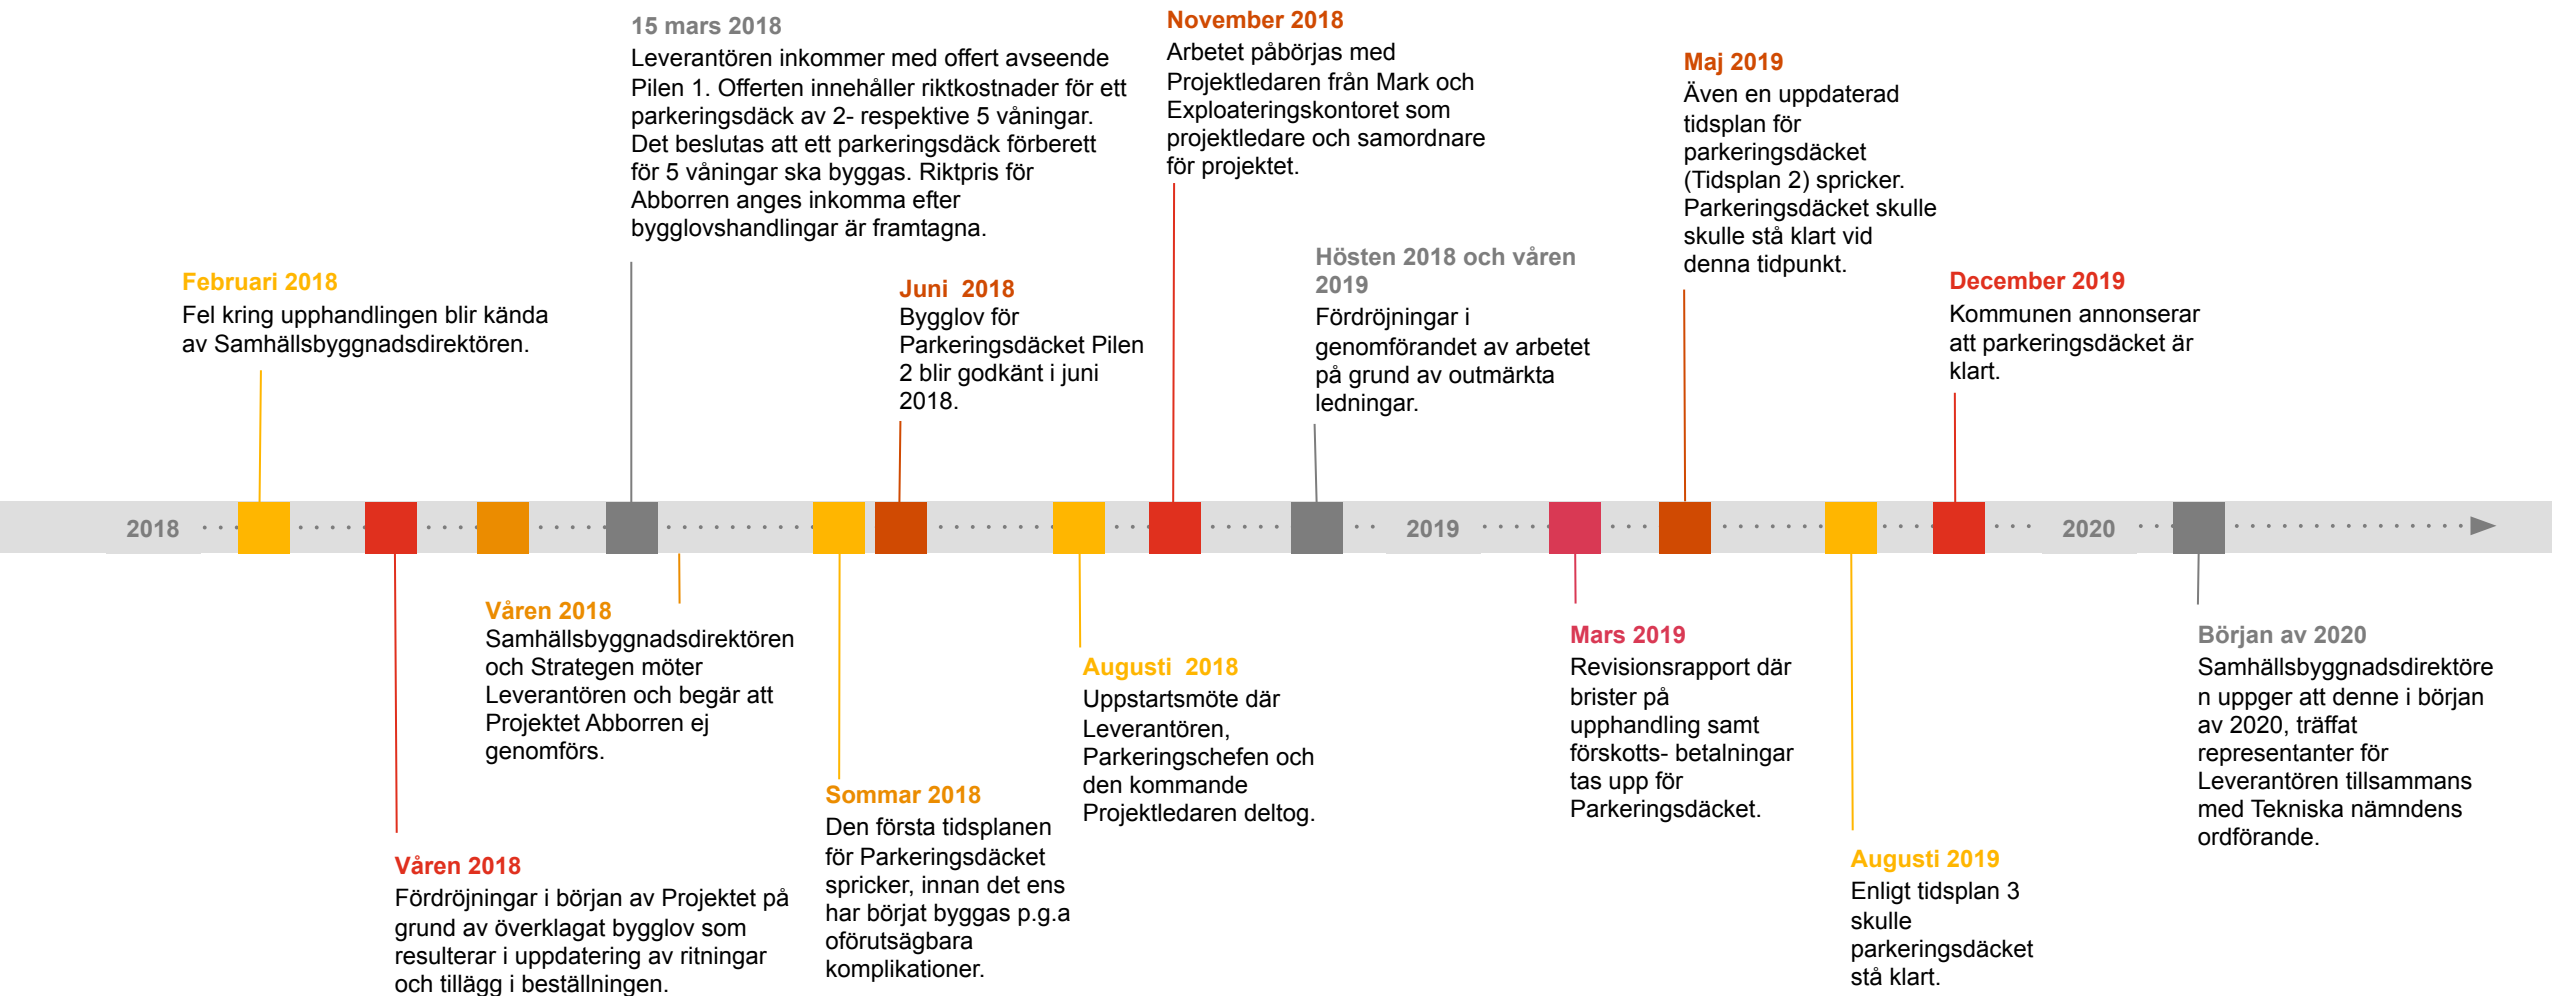 15 mars 2018
Leverantören inkommer med offert avseende
Pilen 1. Offerten innehåller riktkostnader för ett
parkeringsdäck av 2- respektive 5 våningar.
Det beslutas att ett parkeringsdäck förberett
för 5 våningar ska byggas. Riktpris för
Abborren anges inkomma efter
bygglovshandlingar är framtagna.
November 2018
Arbetet påbörjas med
Projektledaren från Mark och
Exploateringskontoret som
projektledare och samordnare
för projektet.
Maj 2019
Även en uppdaterad
tidsplan för
parkeringsdäcket
(Tidsplan 2) spricker.
Parkeringsdäcket skulle
skulle stå klart vid
denna tidpunkt.
Februari 2018
Fel kring upphandlingen blir kända
av Samhällsbyggnadsdirektören.
Juni  2018
Bygglov för
Parkeringsdäcket Pilen
2 blir godkänt i juni
2018.
Hösten 2018 och våren
2019
Fördröjningar i
genomförandet av arbetet
på grund av outmärkta
ledningar.
December 2019
Kommunen annonserar
att parkeringsdäcket är
klart.
2018
2019
2020
Våren 2018
Fördröjningar i början av Projektet på
grund av överklagat bygglov som
resulterar i uppdatering av ritningar
och tillägg i beställningen.
Våren 2018
Samhällsbyggnadsdirektören
och Strategen möter
Leverantören och begär att
Projektet Abborren ej
genomförs.
Sommar 2018
Den första tidsplanen
för Parkeringsdäcket
spricker, innan det ens
har börjat byggas p.g.a
oförutsägbara
komplikationer.
Augusti  2018
Uppstartsmöte där
Leverantören,
Parkeringschefen och
den kommande
Projektledaren deltog.
Mars 2019
Revisionsrapport där
brister på
upphandling samt
förskotts- betalningar
tas upp för
Parkeringsdäcket.
Augusti 2019
Enligt tidsplan 3
skulle
parkeringsdäcket
stå klart.
Början av 2020
Samhällsbyggnadsdirektöre
n uppger att denne i början
av 2020, träffat
representanter för
Leverantören tillsammans
med Tekniska nämndens
ordförande.